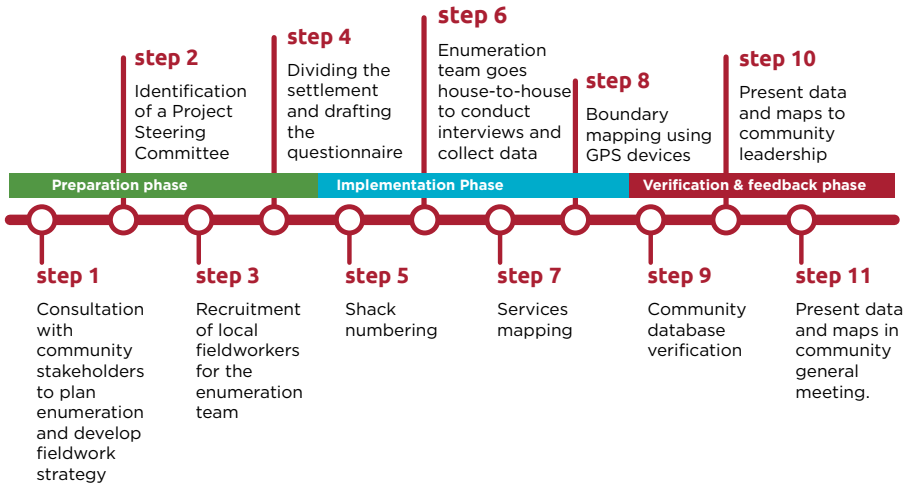 step 1
Consultation
with
community
stakeholders
to plan
enumeration
and develop
fieldwork
strategy
step 2
Identification
of a Project
Steering
Committee
step 3
Recruitment
of local
fieldworkers
for the
enumeration
team
step 4
Dividing the
settlement
and drafting
the
questionnaire
Preparation phase
step 5
Shack
numbering
step 6
Enumeration
team goes
house-to-house
to conduct
interviews and
collect data
step 7
Services
mapping
step 8
Boundary
mapping using
GPS devices
Implementation Phase
step 9
Community
database
verification
step 10
Present data
and maps to
community
leadership
step 11
Present data
and maps in
community
general
meeting.
Verification & feedback phase